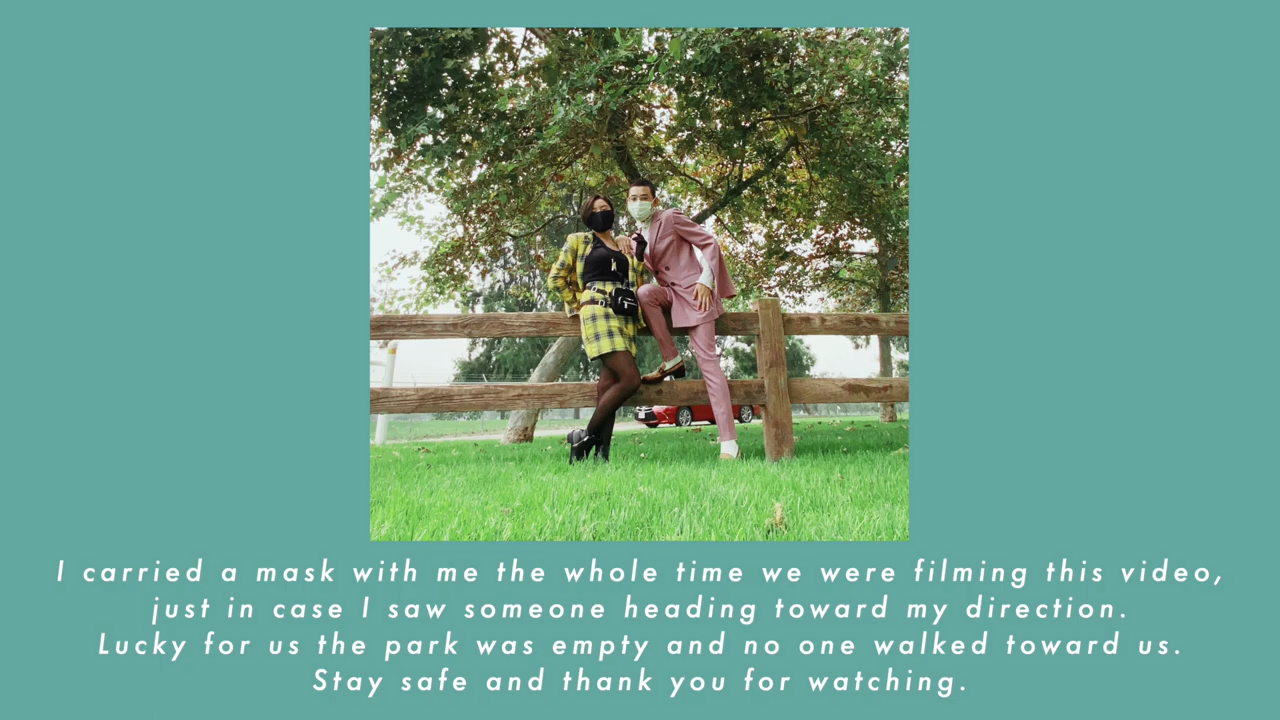 I carried a mask with me the whole time we were filming this video,
just in case I saw someone heading toward my direction.
Lucky for us the park was empty and no one walked toward us.
Stay safe and thank you for watching.